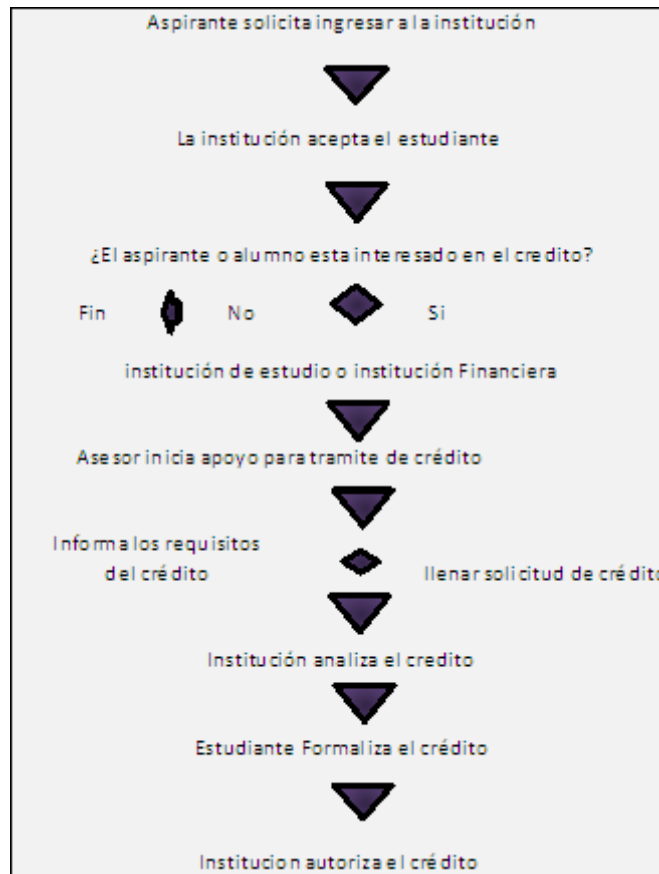 Aspirante solicita ingresar a la institución
La institución acepta el estudiante
¿El aspirante o alumno esta interesado en el credito?
Fin No Si
institución de estudio o institución Financiera
Asesor inicia apoyo para tramite de crédito
Informa los requisitos
del crédito
llenar solicitud de crédito
Institución analiza el credito
Estudiante Formaliza el crédito
Institucion autoriza el crédito